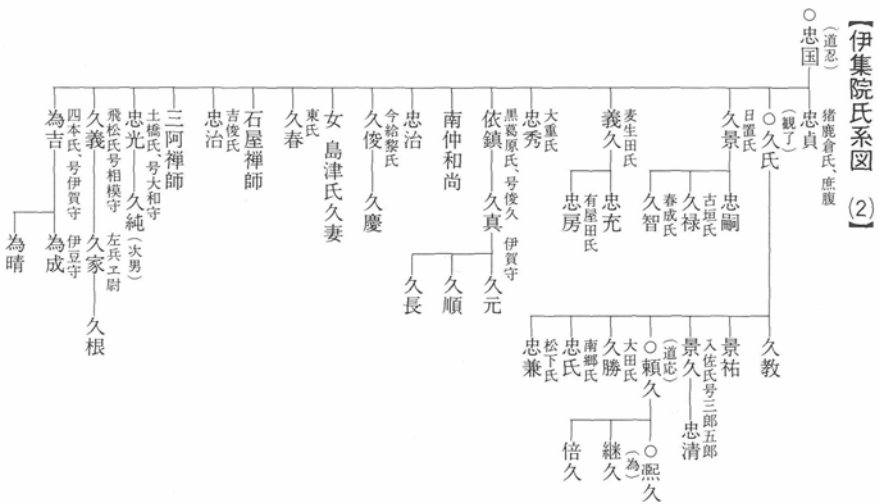 【伊集院氏系図 (2)】
○忠国
(道忍)
忠貞
猪鹿倉氏、庶腹
○久氏
(観了)
久景
日置氏
忠嗣
古垣氏
久禄
春成氏
久智
義久
麦生田氏
忠充
有屋田氏
忠房
忠秀
大重氏
依鎮
黒葛原氏、号俊久
久真
伊賀守
久元
久順
久長
南仲和尚
忠治
久俊
今給黎氏
久慶
女 島津氏久妻
久春
東氏
石屋禅師
忠治
吉俊氏
三阿禅師
忠光
土橋氏、号大和守
久純(次男)
久義
飛松氏号相模守
久家
左兵ヱ尉
久根
為吉
四本氏、号伊賀守
為成
伊豆守
為晴
久教
景祐
景久
入佐氏号三郎五郎
忠清
○頼久
(道応)
○熈久
(為)
継久
倍久
久勝
大田氏
忠氏
南郷氏
忠兼
松下氏